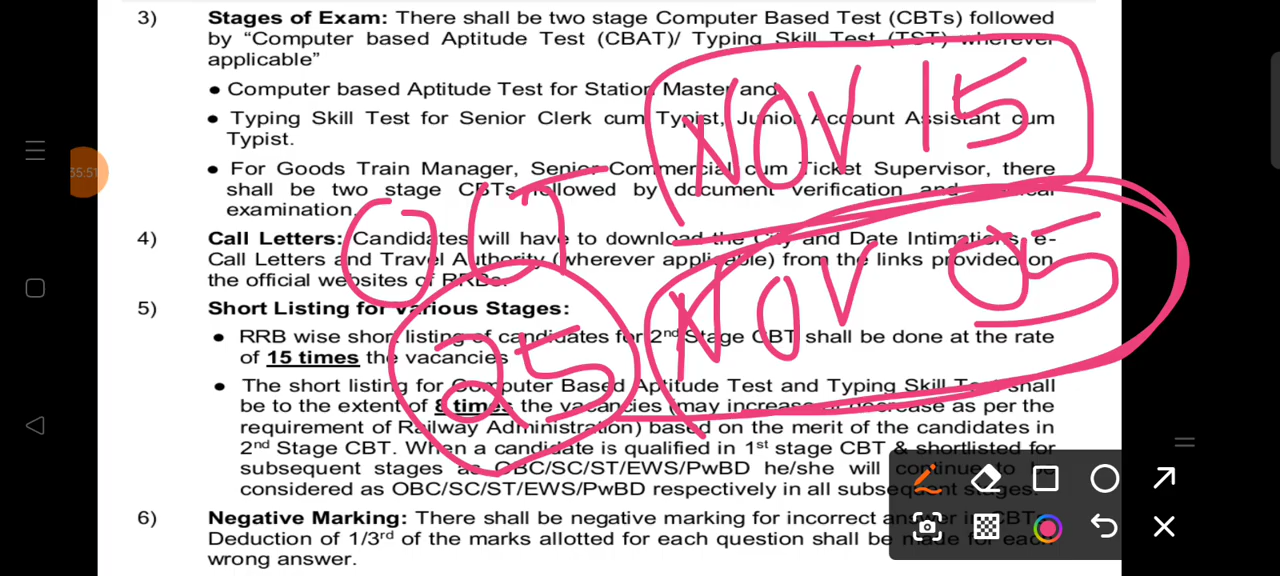 3) Stages of Exam: There shall be two stage Computer Based Test (CBTs) followed
by “Computer based Aptitude Test (CBAT)/ Typing Skill Test (TST) wherever
applicable”
● Computer based Aptitude Test for Station Master and
● Typing Skill Test for Senior Clerk cum Typist, Junior Account Assistant cum
Typist.
● For Goods Train Manager, Senior Commercial cum Ticket Supervisor, there
shall be two stage CBTs followed by document verification and medical
examination.
4) Call Letters: Candidates will have to download the City and Date Intimations, e-
Call Letters and Travel Authority (wherever applicable) from the links provided on
the official websites of RRBs.
5) Short Listing for Various Stages:
● RRB wise short listing of candidates for 2nd Stage CBT shall be done at the rate
of 15 times the vacancies
● The short listing for Computer Based Aptitude Test and Typing Skill Test shall
be to the extent of 8 times the vacancies (may increase or decrease as per the
requirement of Railway Administration) based on the merit of the candidates in
2nd Stage CBT. When a candidate is qualified in 1st stage CBT & shortlisted for
subsequent stages as OBC/SC/ST/EWS/PwBD he/she will continue to be
considered as OBC/SC/ST/EWS/PwBD respectively in all subsequent stages.
6) Negative Marking: There shall be negative marking for incorrect answer in CBTs.
Deduction of 1/3rd of the marks allotted for each question shall be made for each
wrong answer.
NOV 15
NOV 05
25
35:51